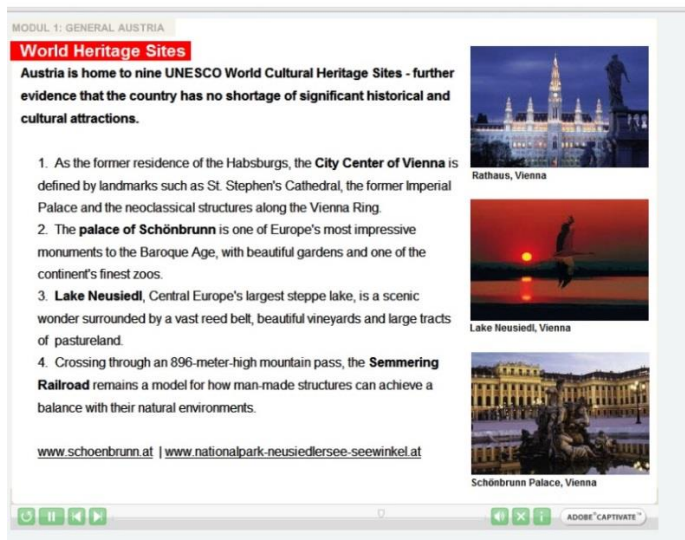 MODUL 1: GENERAL AUSTRIA
World Heritage Sites
Austria is home to nine UNESCO World Cultural Heritage Sites - further
evidence that the country has no shortage of significant historical and
cultural attractions.
1. As the former residence of the Habsburgs, the City Center of Vienna is
defined by landmarks such as St. Stephen's Cathedral, the former Imperial
Palace and the neoclassical structures along the Vienna Ring.
2. The palace of Schönbrunn is one of Europe's most impressive
monuments to the Baroque Age, with beautiful gardens and one of the
continent's finest zoos.
3. Lake Neusiedl, Central Europe's largest steppe lake, is a scenic
wonder surrounded by a vast reed belt, beautiful vineyards and large tracts
of pastureland.
4. Crossing through an 896-meter-high mountain pass, the Semmering
Railroad remains a model for how man-made structures can achieve a
balance with their natural environments.
www.schoenbrunn.at | www.nationalpark-neusiedlersee-seewinkel.at
Rathaus, Vienna
Lake Neusiedl, Vienna
Schönbrunn Palace, Vienna
ADOBE® CAPTIVATE™